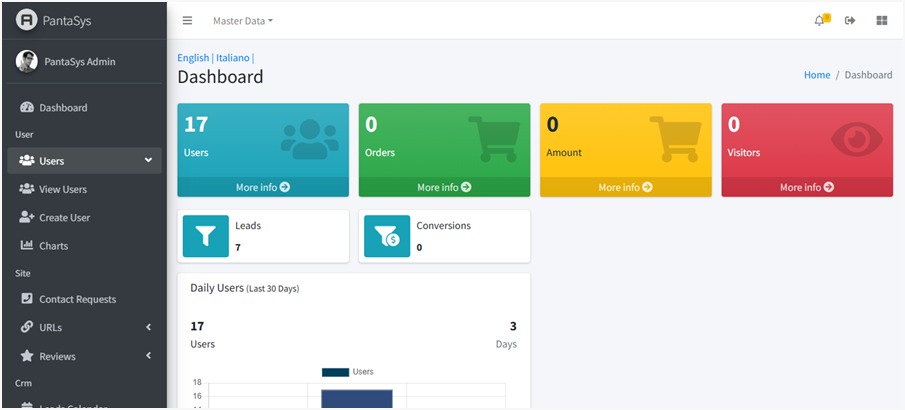 PantaSys
Master Data
0
PantaSys Admin
Dashboard
User
Users
View Users
Create User
Charts
Site
Contact Requests
URLs
Reviews
Crm
Leads Calendar
English | Italiano |
Dashboard
Home / Dashboard
17
Users
More info
0
Orders
More info
0
Amount
More info
0
Visitors
More info
Leads
7
Conversions
0
Daily Users (Last 30 Days)
17
Users
3
Days
Users
18
16
14